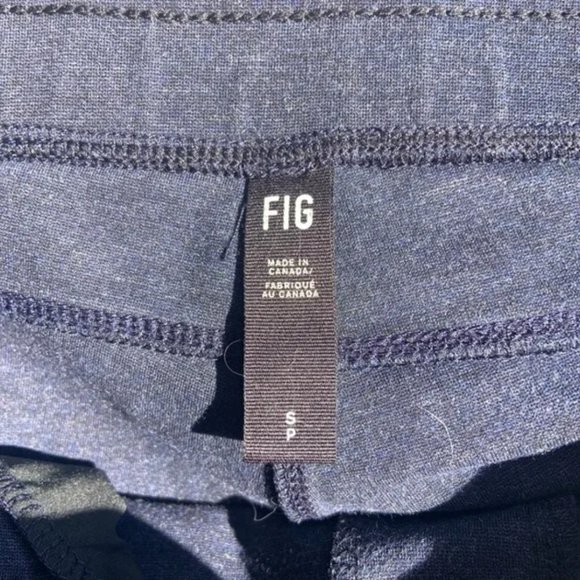 FIG
MADE IN
CANADA/
FABRIQUÉ
AU CANADA
S
P